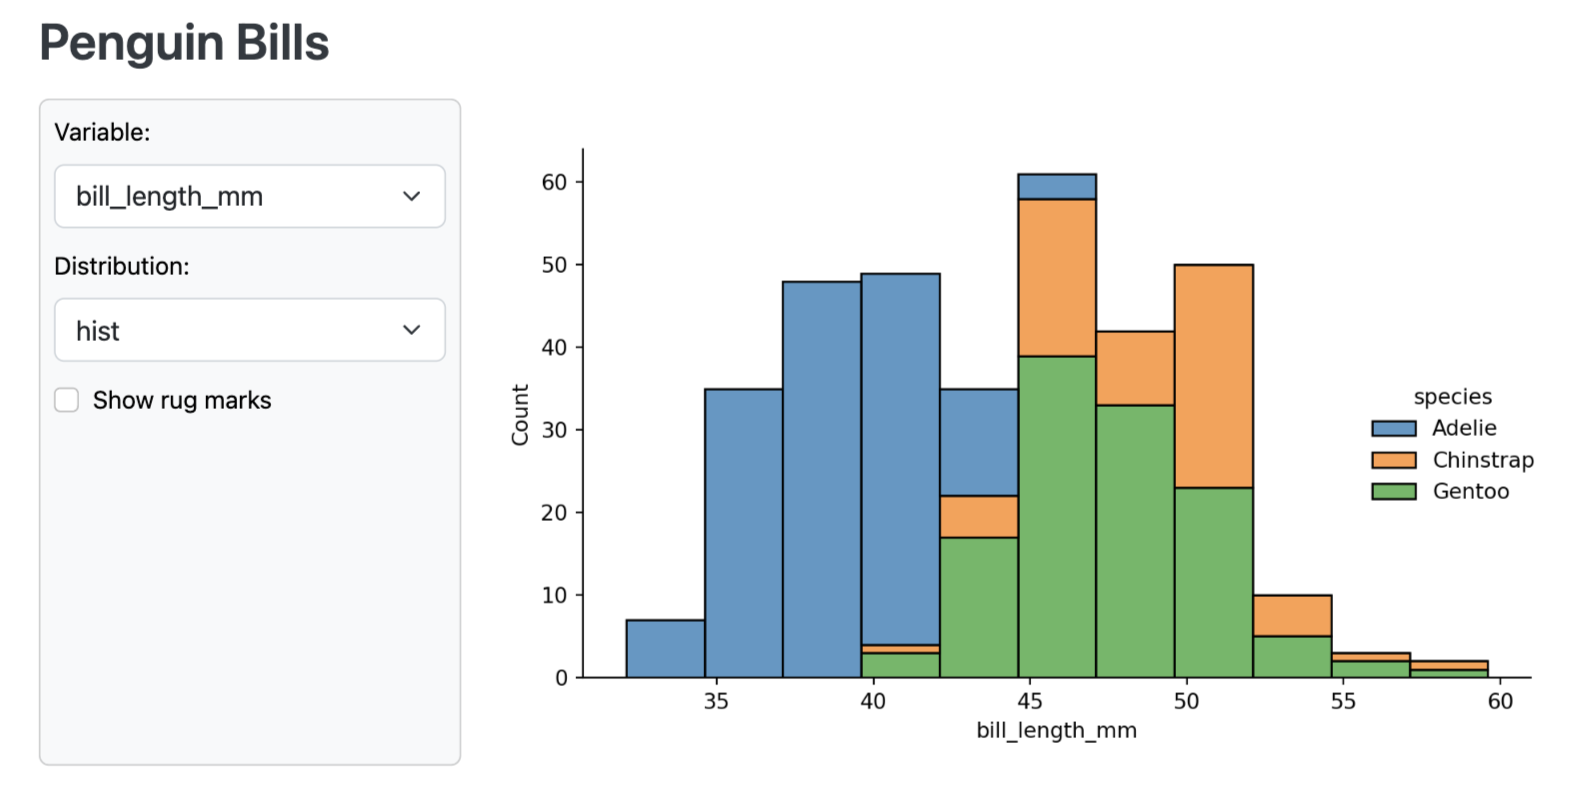 Penguin Bills
Variable:
bill_length_mm
Distribution:
hist
Show rug marks
60
50
40
30
20
10
0
Count
35 40 45 50 55 60
bill_length_mm
species
Adelie
Chinstrap
Gentoo